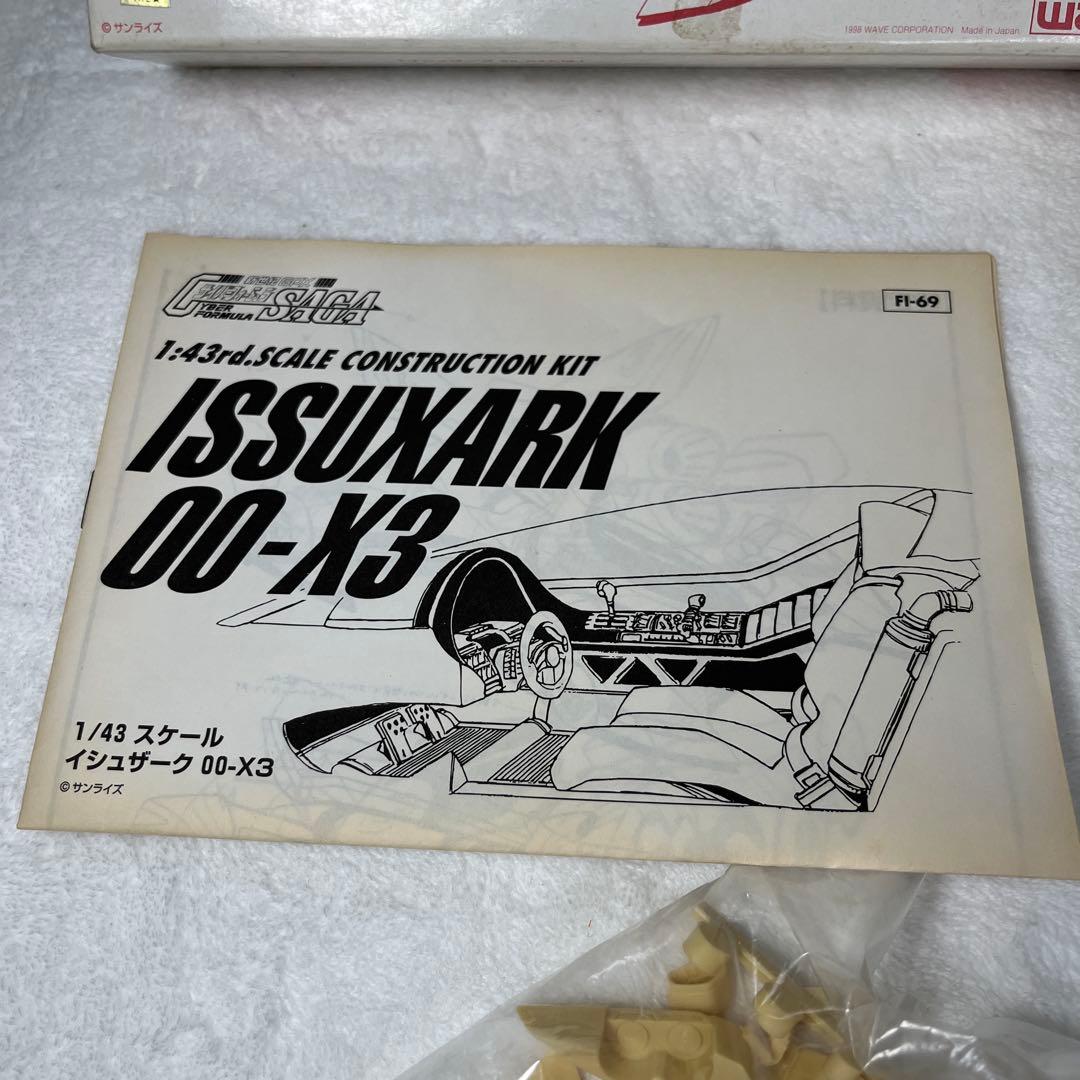 ©サンライズ
1998 WAVE CORPORATION Made in Japan
CYBER FORMULA SAGA
FI-69
1:43rd.SCALE CONSTRUCTION KIT
ISSUXARK
00-X3
1/43 スケール
イシュザーク 00-X3
©サンライズ